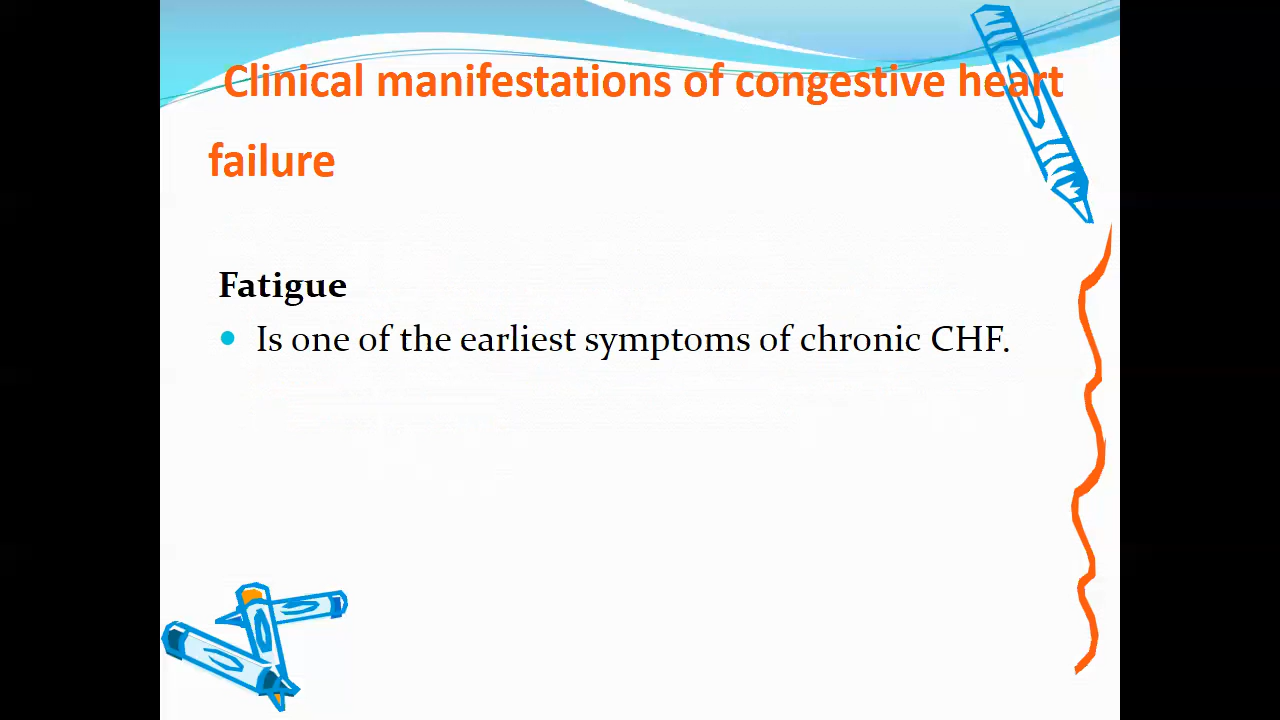 Clinical manifestations of congestive heart
failure
Fatigue
• Is one of the earliest symptoms of chronic CHF.